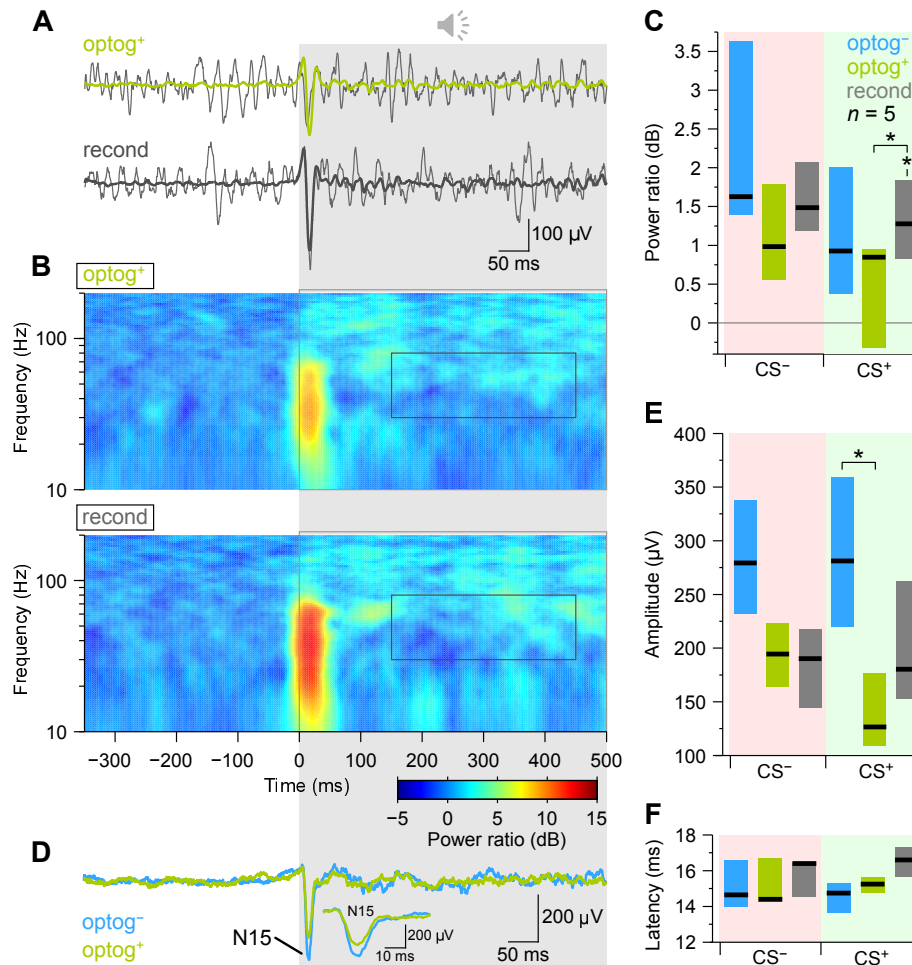 A
optog⁺
recond
100 µV
50 ms
B
optog⁺
Frequency (Hz)
100
10
recond
Frequency (Hz)
100
10
−300 −200 −100 0 100 200 300 400 500
Time (ms)
−5 0 5 10 15
Power ratio (dB)
D
optog⁻
optog⁺
N15
N15
200 µV
10 ms
200 µV
50 ms
C
optog⁻
optog⁺
recond
n = 5
*
*
Power ratio (dB)
3.5
3
2.5
2
1.5
1
0.5
0
CS⁻ CS⁺
E
*
Amplitude (µV)
400
350
300
250
200
150
100
CS⁻ CS⁺
F
Latency (ms)
18
16
14
12
CS⁻ CS⁺